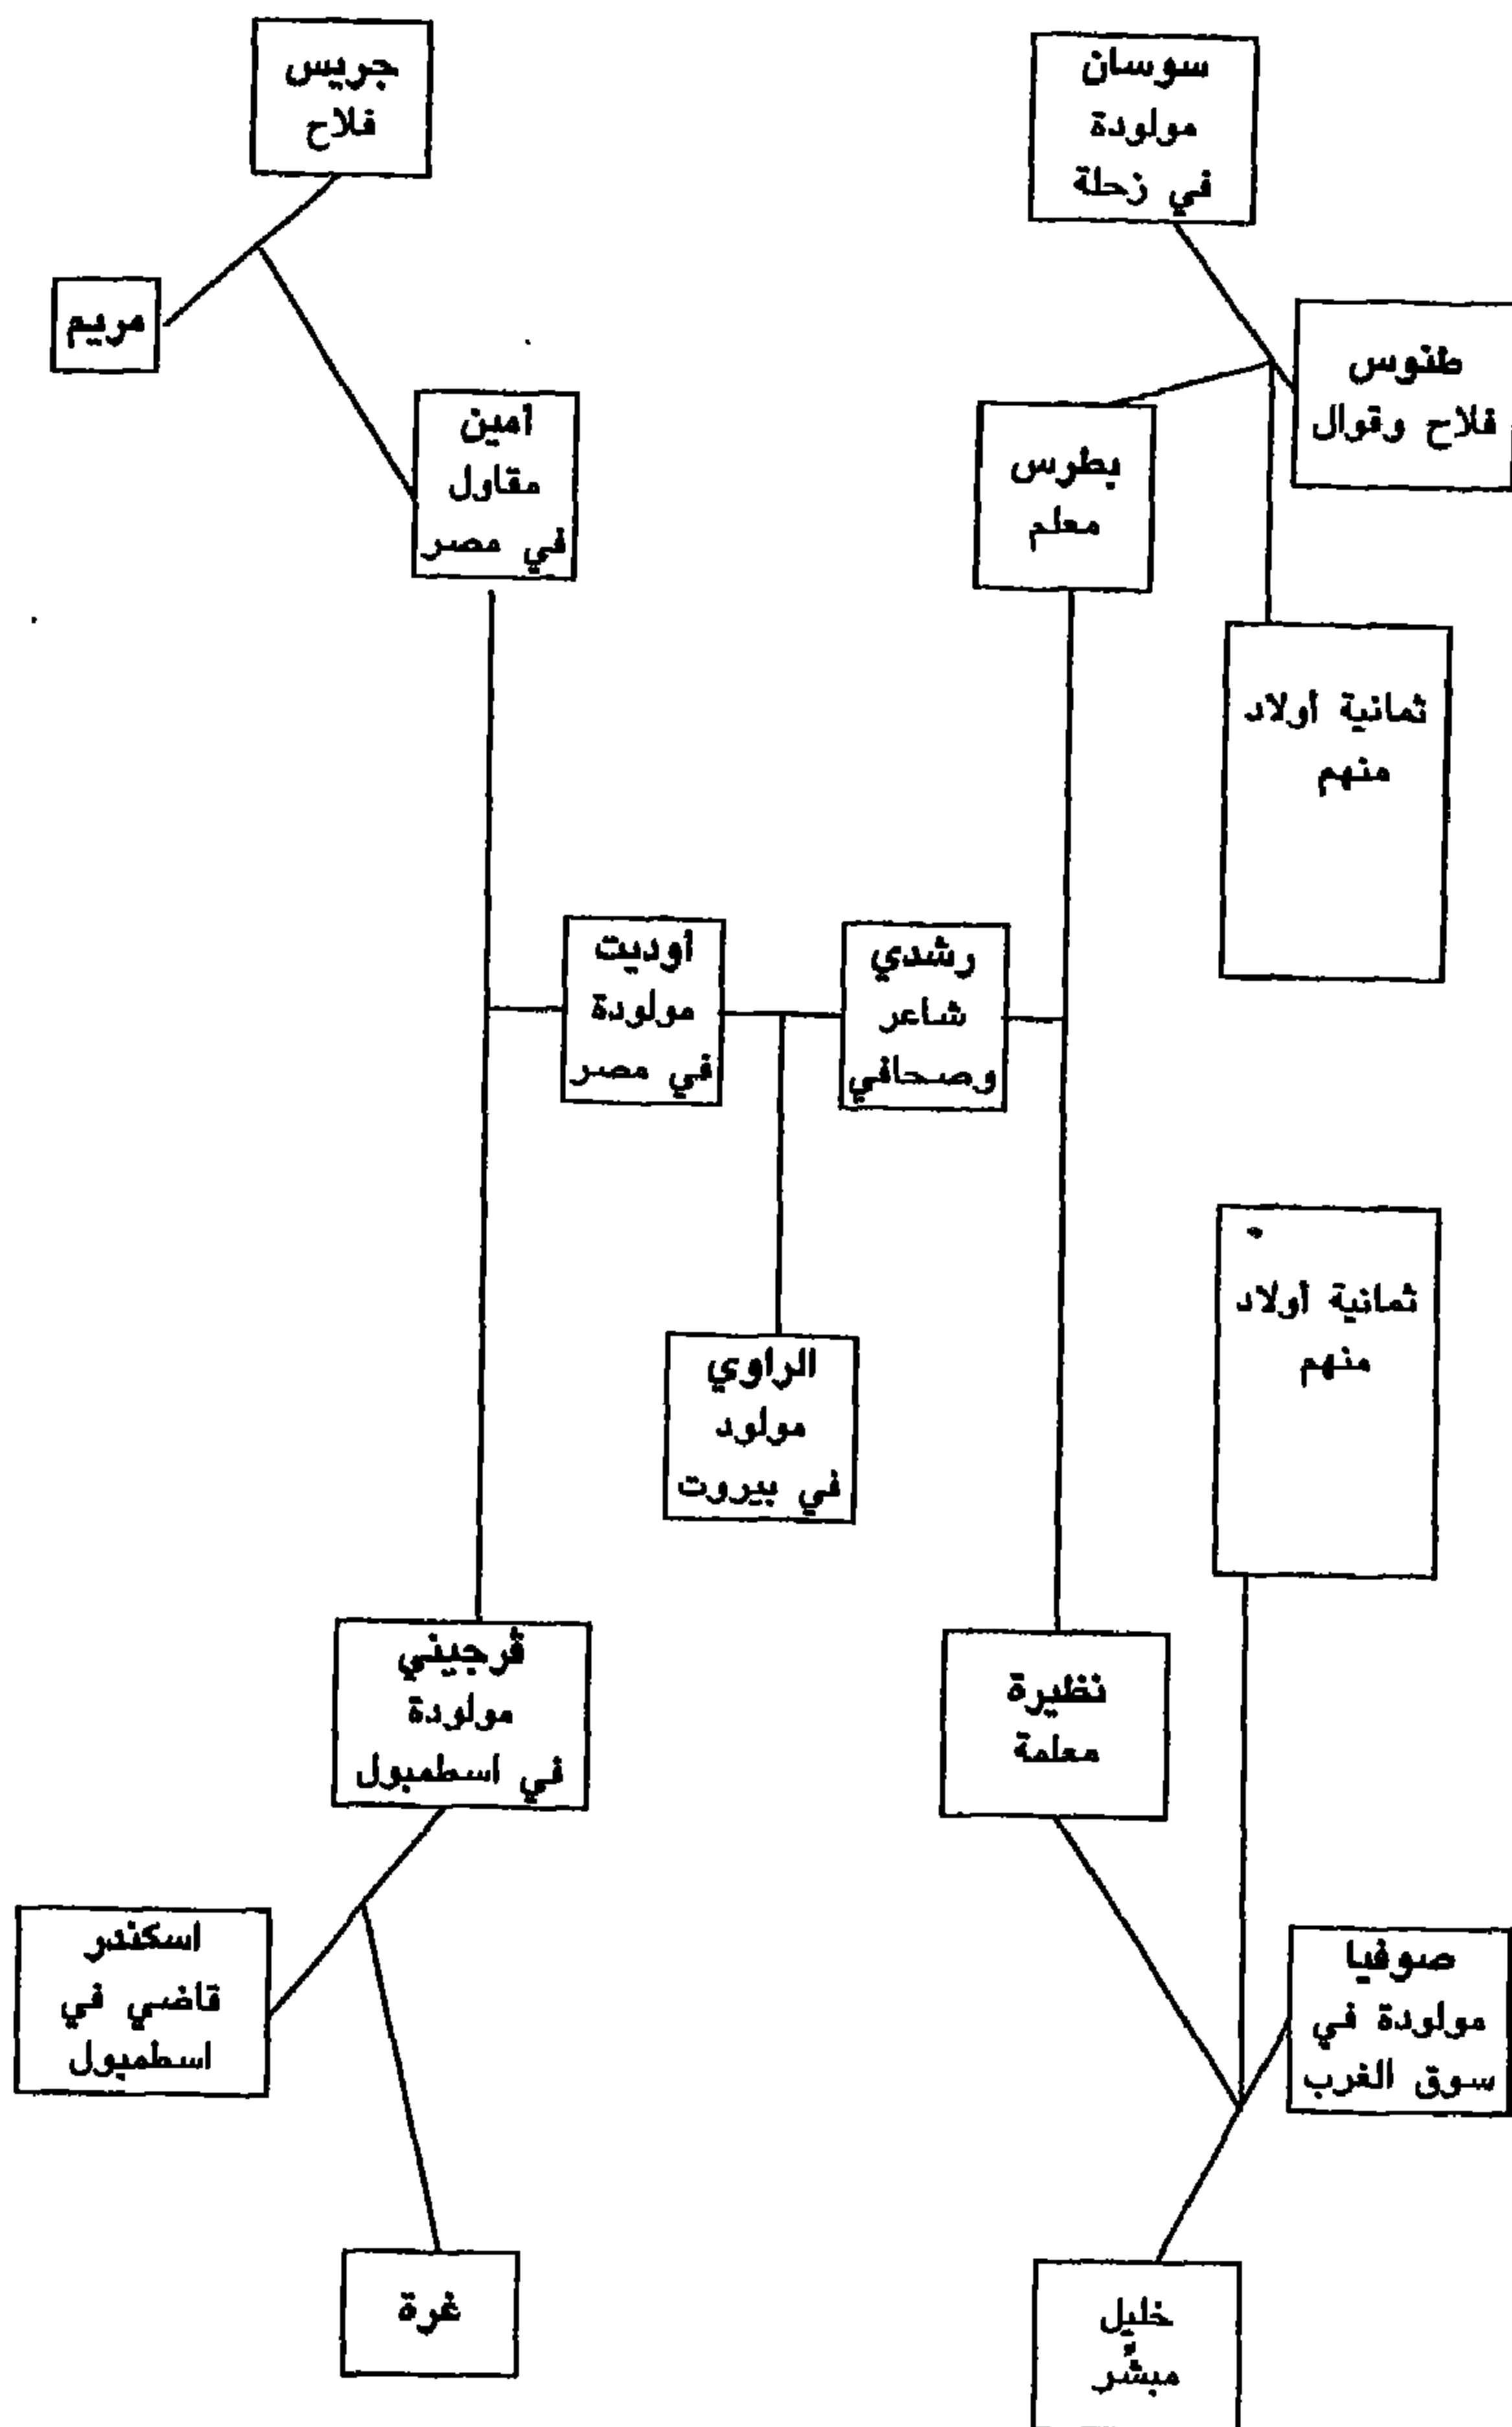 سوسان
مولودة
في زحلة
جريس
فلاح
مريم
طنوس
فلاح وقوال
امين
مقاول
في مصر
بطرس
معلم
ثمانية أولاد
منهم
اوديت
مولودة
في مصر
رشدي
شاعر
وصحافي
ثمانية أولاد
منهم
الراوي
مولود
في بيروت
ڤرجيني
مولودة
في اسطمبول
نظيرة
معلمة
اسكندر
قاضي في
اسطمبول
صوفيا
مولودة في
سوق الغرب
غرة
خليل
مبشر